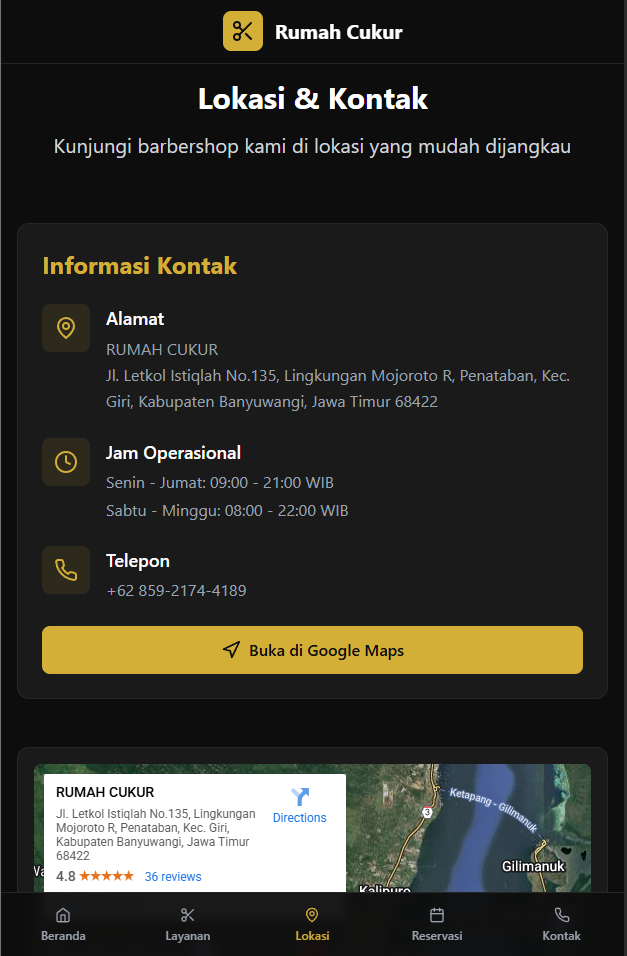 Rumah Cukur
Lokasi & Kontak
Kunjungi barbershop kami di lokasi yang mudah dijangkau
Informasi Kontak
Alamat
RUMAH CUKUR
Jl. Letkol Istiqlah No.135, Lingkungan Mojoroto R, Penataban, Kec.
Giri, Kabupaten Banyuwangi, Jawa Timur 68422
Jam Operasional
Senin - Jumat: 09:00 - 21:00 WIB
Sabtu - Minggu: 08:00 - 22:00 WIB
Telepon
+62 859-2174-4189
Buka di Google Maps
RUMAH CUKUR
Jl. Letkol Istiqlah No.135, Lingkungan
Mojoroto R, Penataban, Kec. Giri,
Kabupaten Banyuwangi, Jawa Timur
68422
4.8
36 reviews
Directions
3
Ketapang - Gilimanuk
Gilimanuk
Kalipuro
Beranda
Layanan
Lokasi
Reservasi
Kontak